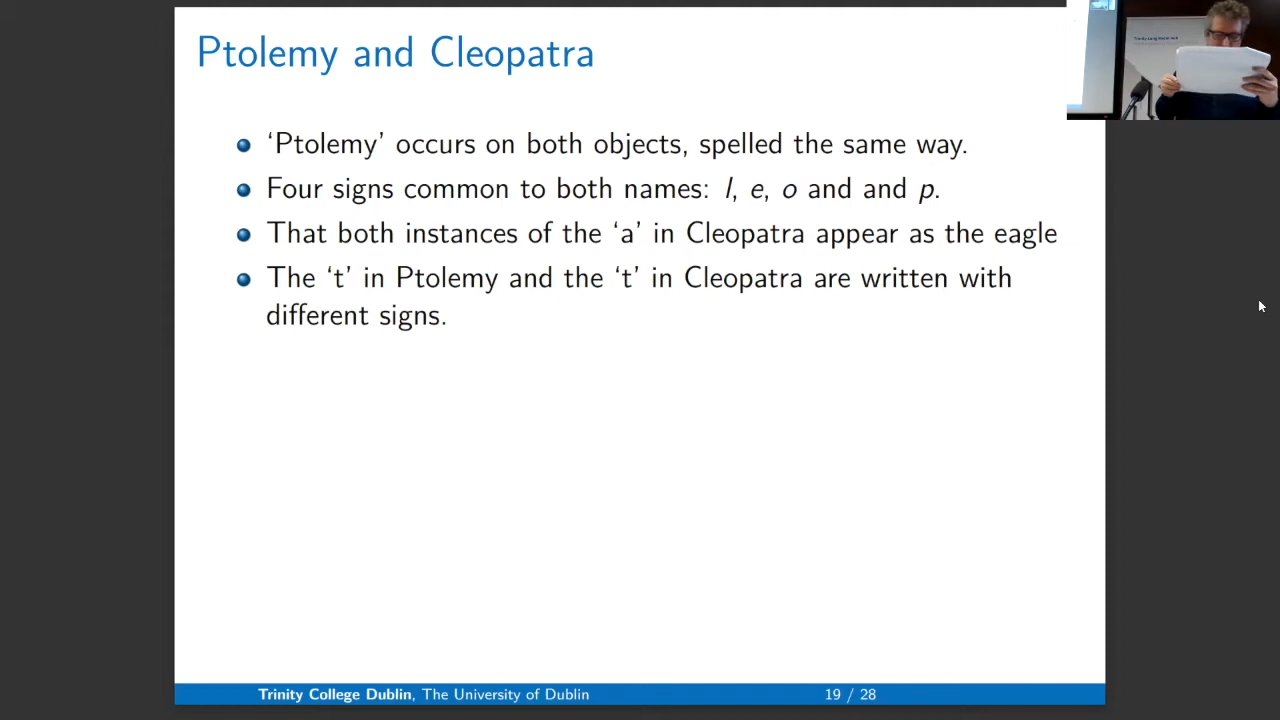 Ptolemy and Cleopatra
‘Ptolemy’ occurs on both objects, spelled the same way.
Four signs common to both names: l, e, o and and p.
That both instances of the ‘a’ in Cleopatra appear as the eagle
The ‘t’ in Ptolemy and the ‘t’ in Cleopatra are written with
different signs.
Trinity College Dublin, The University of Dublin
19 / 28